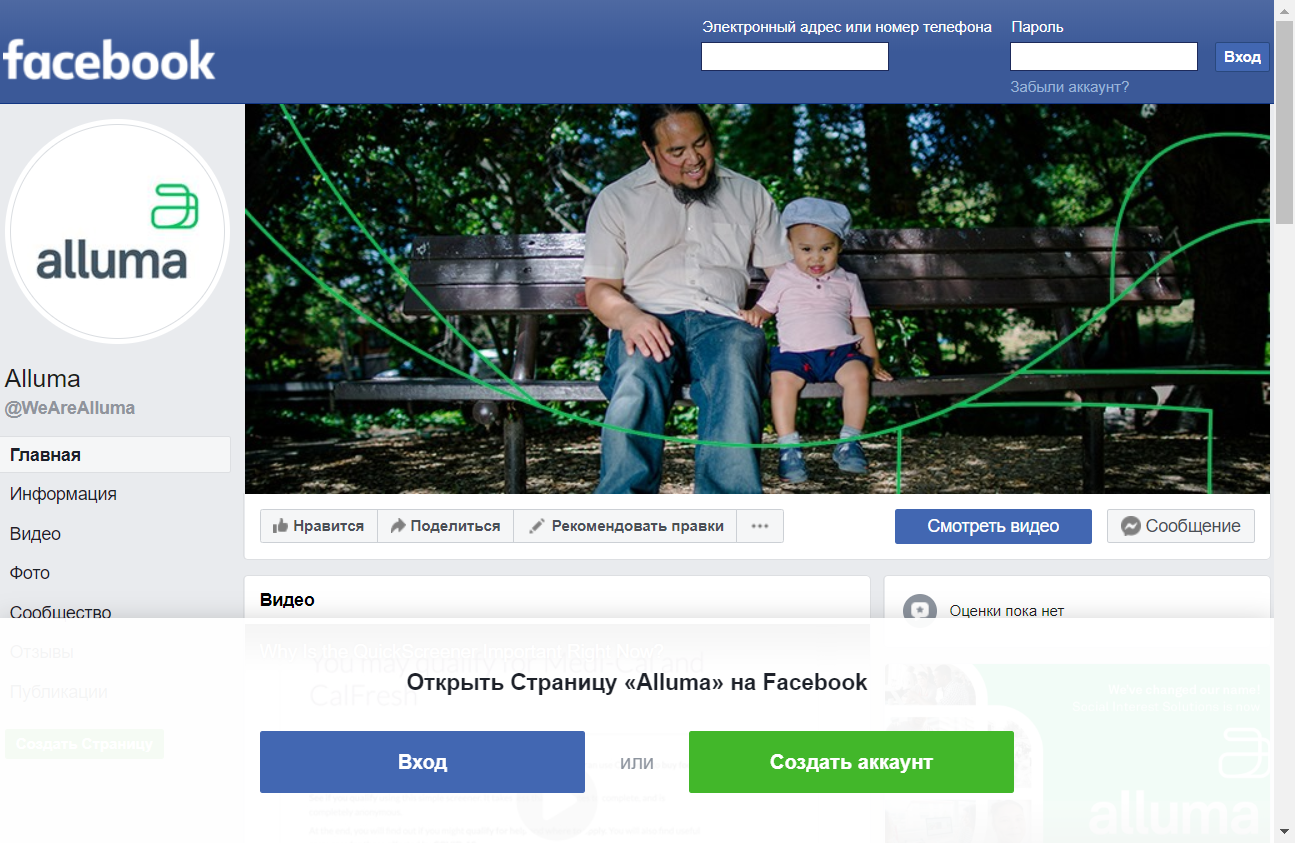 Электронный адрес или номер телефона
Пароль
facebook
Вход
Забыли аккаунт?
alluma
Alluma
@WeAreAlluma
Главная
Информация
Видео
Фото
Сообщество
Отзывы
Публикации
Создать Страницу
Нравится
Поделиться
Рекомендовать правки
Смотреть видео
Сообщение
Видео
Оценки пока нет
Why Is the QuickScreener Important Right Now?
You may qualify for Medi-Cal and
CalFresh
Открыть Страницу «Alluma» на Facebook
We've changed our name!
Social Interest Solutions is now
Вход
или
Создать аккаунт
alluma